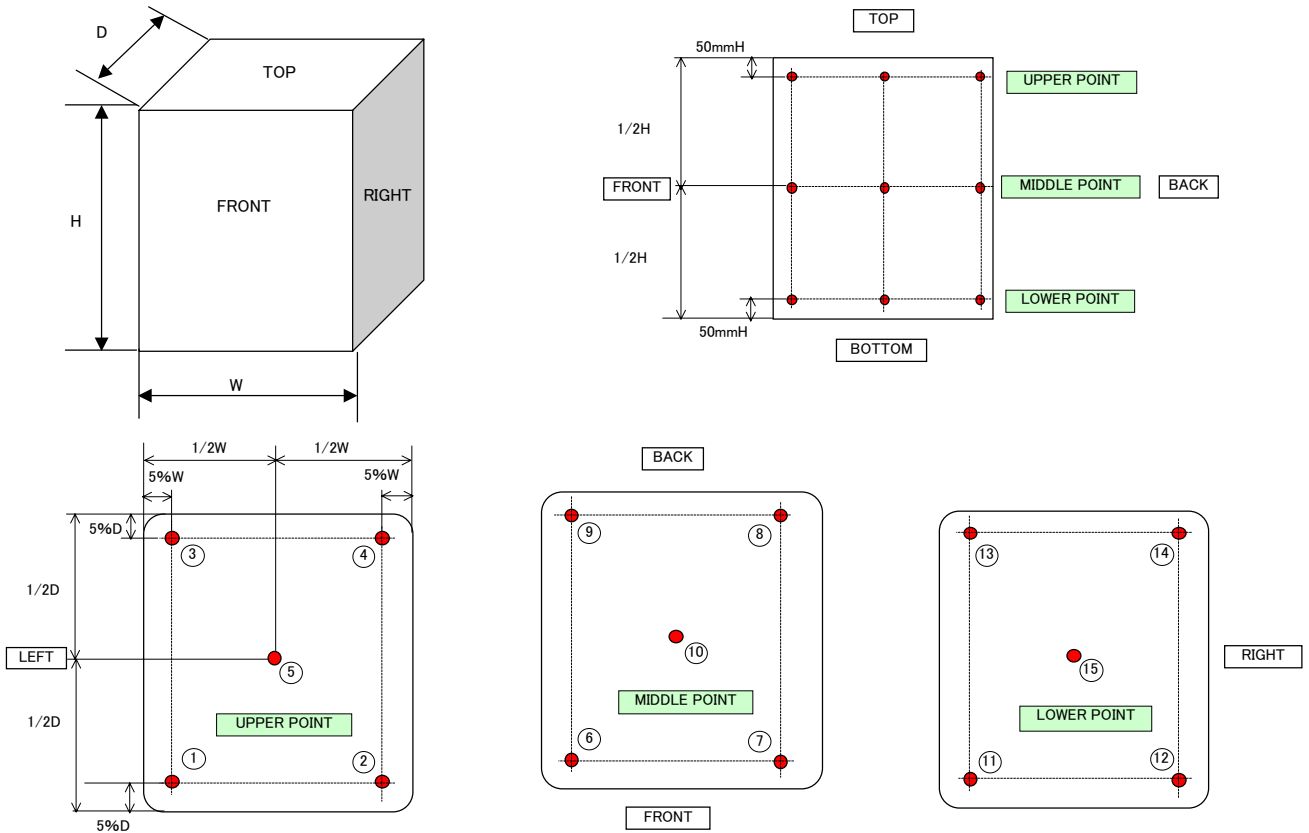 D
TOP
FRONT
RIGHT
H
W
TOP
50mmH
UPPER POINT
1/2H
FRONT
MIDDLE POINT
BACK
1/2H
LOWER POINT
50mmH
BOTTOM
1/2W
1/2W
5%W
5%W
5%D
3
4
1/2D
LEFT
5
1/2D
UPPER POINT
1
2
5%D
BACK
9
8
10
MIDDLE POINT
6
7
FRONT
13
14
15
RIGHT
LOWER POINT
11
12